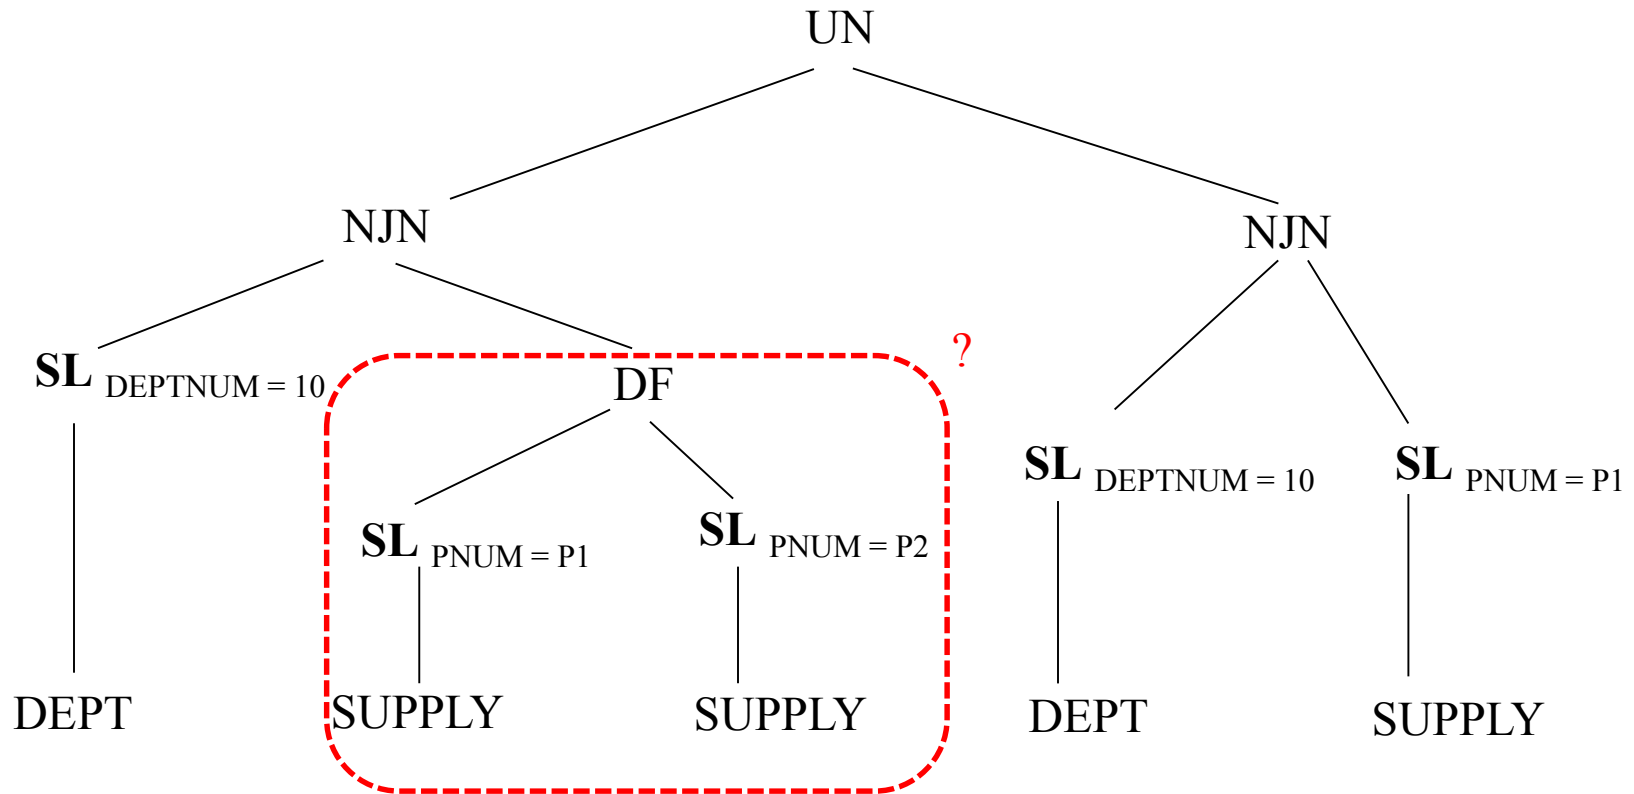 UN
NJN
NJN
SL DEPTNUM = 10
DF
?
SL DEPTNUM = 10
SL PNUM = P1
SL PNUM = P1
SL PNUM = P2
DEPT
SUPPLY
SUPPLY
DEPT
SUPPLY